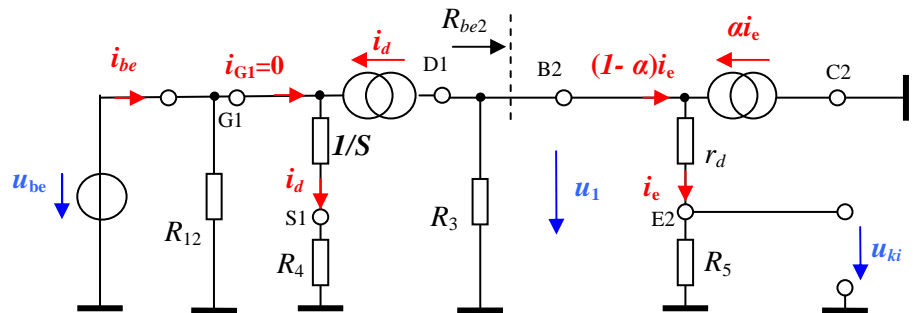 i_be
i_G1=0
i_d
R_be2
D1
B2
(1- α)i_e
αi_e
C2
G1
1/S
r_d
u_be
i_d
u_1
i_e
S1
E2
R_12
R_4
R_3
R_5
u_ki